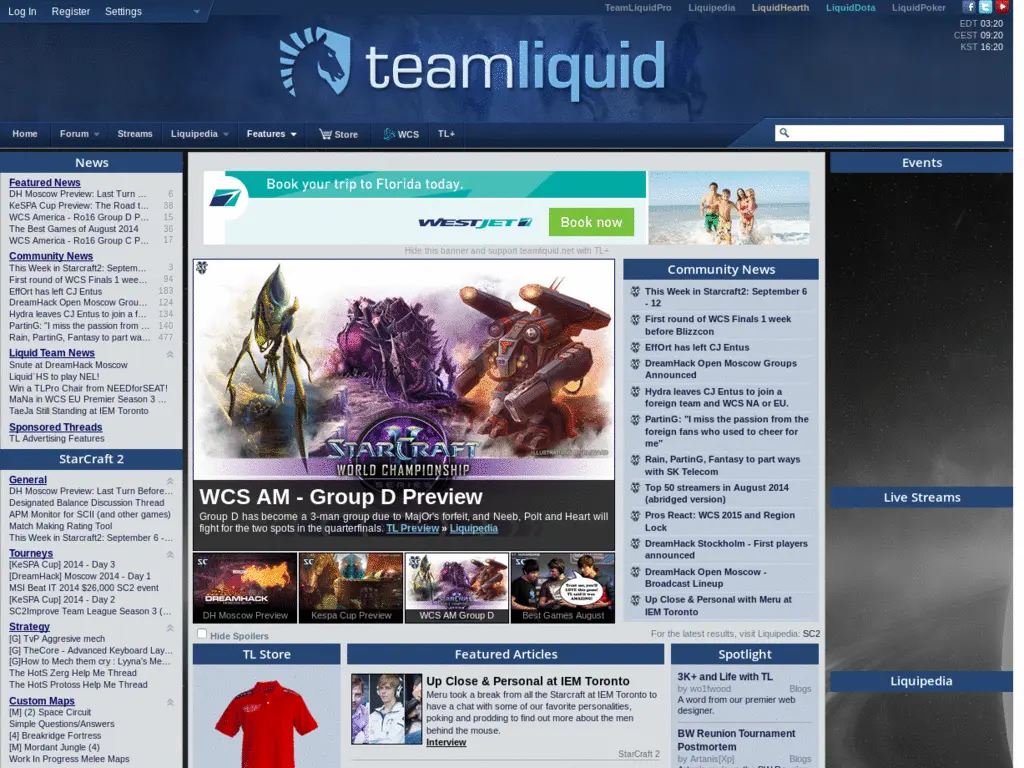 Log In Register Settings
TeamLiquidPro Liquipedia LiquidHearth LiquidDota LiquidPoker
EDT 03:20
CEST 09:20
KST 16:20
teamliquid
Home Forum Streams Liquipedia Features Store WCS TL+
News
Featured News
DH Moscow Preview: Last Turn ... 6
KeSPA Cup Preview: The Road t... 38
WCS America - Ro16 Group D P... 15
The Best Games of August 2014 36
WCS America - Ro16 Group C P... 17
Community News
This Week in Starcraft2: Septem... 3
First round of WCS Finals 1 wee... 94
EffOrt has left CJ Entus 183
DreamHack Open Moscow Grou... 124
Hydra leaves CJ Entus to join a f... 134
PartinG: "I miss the passion from ... 140
Rain, PartinG, Fantasy to part wa... 477
Liquid Team News
Snute at DreamHack Moscow
Liquid`HS to play NEL!
Win a TLPro Chair from NEEDforSEAT!
MaNa in WCS EU Premier Season 3 ...
TaeJa Still Standing at IEM Toronto
Sponsored Threads
TL Advertising Features
StarCraft 2
General
DH Moscow Preview: Last Turn Before...
Designated Balance Discussion Thread
APM Monitor for SCII (and other games)
Match Making Rating Tool
This Week in Starcraft2: September 6 -...
Tourneys
[KeSPA Cup] 2014 - Day 3
[DreamHack] Moscow 2014 - Day 1
MSI Beat IT 2014 $26,000 SC2 event
[KeSPA Cup] 2014 - Day 2
SC2Improve Team League Season 3 (...
Strategy
[G] TvP Aggresive mech
[G] TheCore - Advanced Keyboard Lay...
[G]How to Mech them cry : Lyyna's Me...
The HotS Zerg Help Me Thread
The HotS Protoss Help Me Thread
Custom Maps
[M] (2) Space Circuit
Simple Questions/Answers
[4] Breakridge Fortress
[M] Mordant Jungle (4)
Work In Progress Melee Maps
Book your trip to Florida today.
WESTJET
Book now
Hide this banner and support teamliquid.net with TL+
STARCRAFT
II
WORLD CHAMPIONSHIP
SERIES
WCS AM - Group D Preview
Group D has become a 3-man group due to MajOr's forfeit, and Neeb, Polt and Heart will
fight for the two spots in the quarterfinals. TL Preview » Liquipedia
DREAMHACK
DH Moscow Preview
Kespa Cup Preview
WCS AM Group D
Best Games August
Hide Spoilers
For the latest results, visit Liquipedia: SC2
Community News
This Week in Starcraft2: September 6
- 12
First round of WCS Finals 1 week
before Blizzcon
EffOrt has left CJ Entus
DreamHack Open Moscow Groups
Announced
Hydra leaves CJ Entus to join a
foreign team and WCS NA or EU.
PartinG: "I miss the passion from the
foreign fans who used to cheer for
me"
Rain, PartinG, Fantasy to part ways
with SK Telecom
Top 50 streamers in August 2014
(abridged version)
Pros React: WCS 2015 and Region
Lock
DreamHack Stockholm - First players
announced
DreamHack Open Moscow -
Broadcast Lineup
Up Close & Personal with Meru at
IEM Toronto
TL Store
Featured Articles
Up Close & Personal at IEM Toronto
Meru took a break from all the Starcraft at IEM Toronto to
have a chat with some of our favorite personalities,
poking and prodding to find out more about the men
behind the mouse.
Interview
StarCraft 2
Spotlight
3K+ and Life with TL
by wo1fwood Blogs
A word from our premier web
designer.
BW Reunion Tournament
Postmortem
by Artanis[Xp] Blogs
Events
Live Streams
Liquipedia